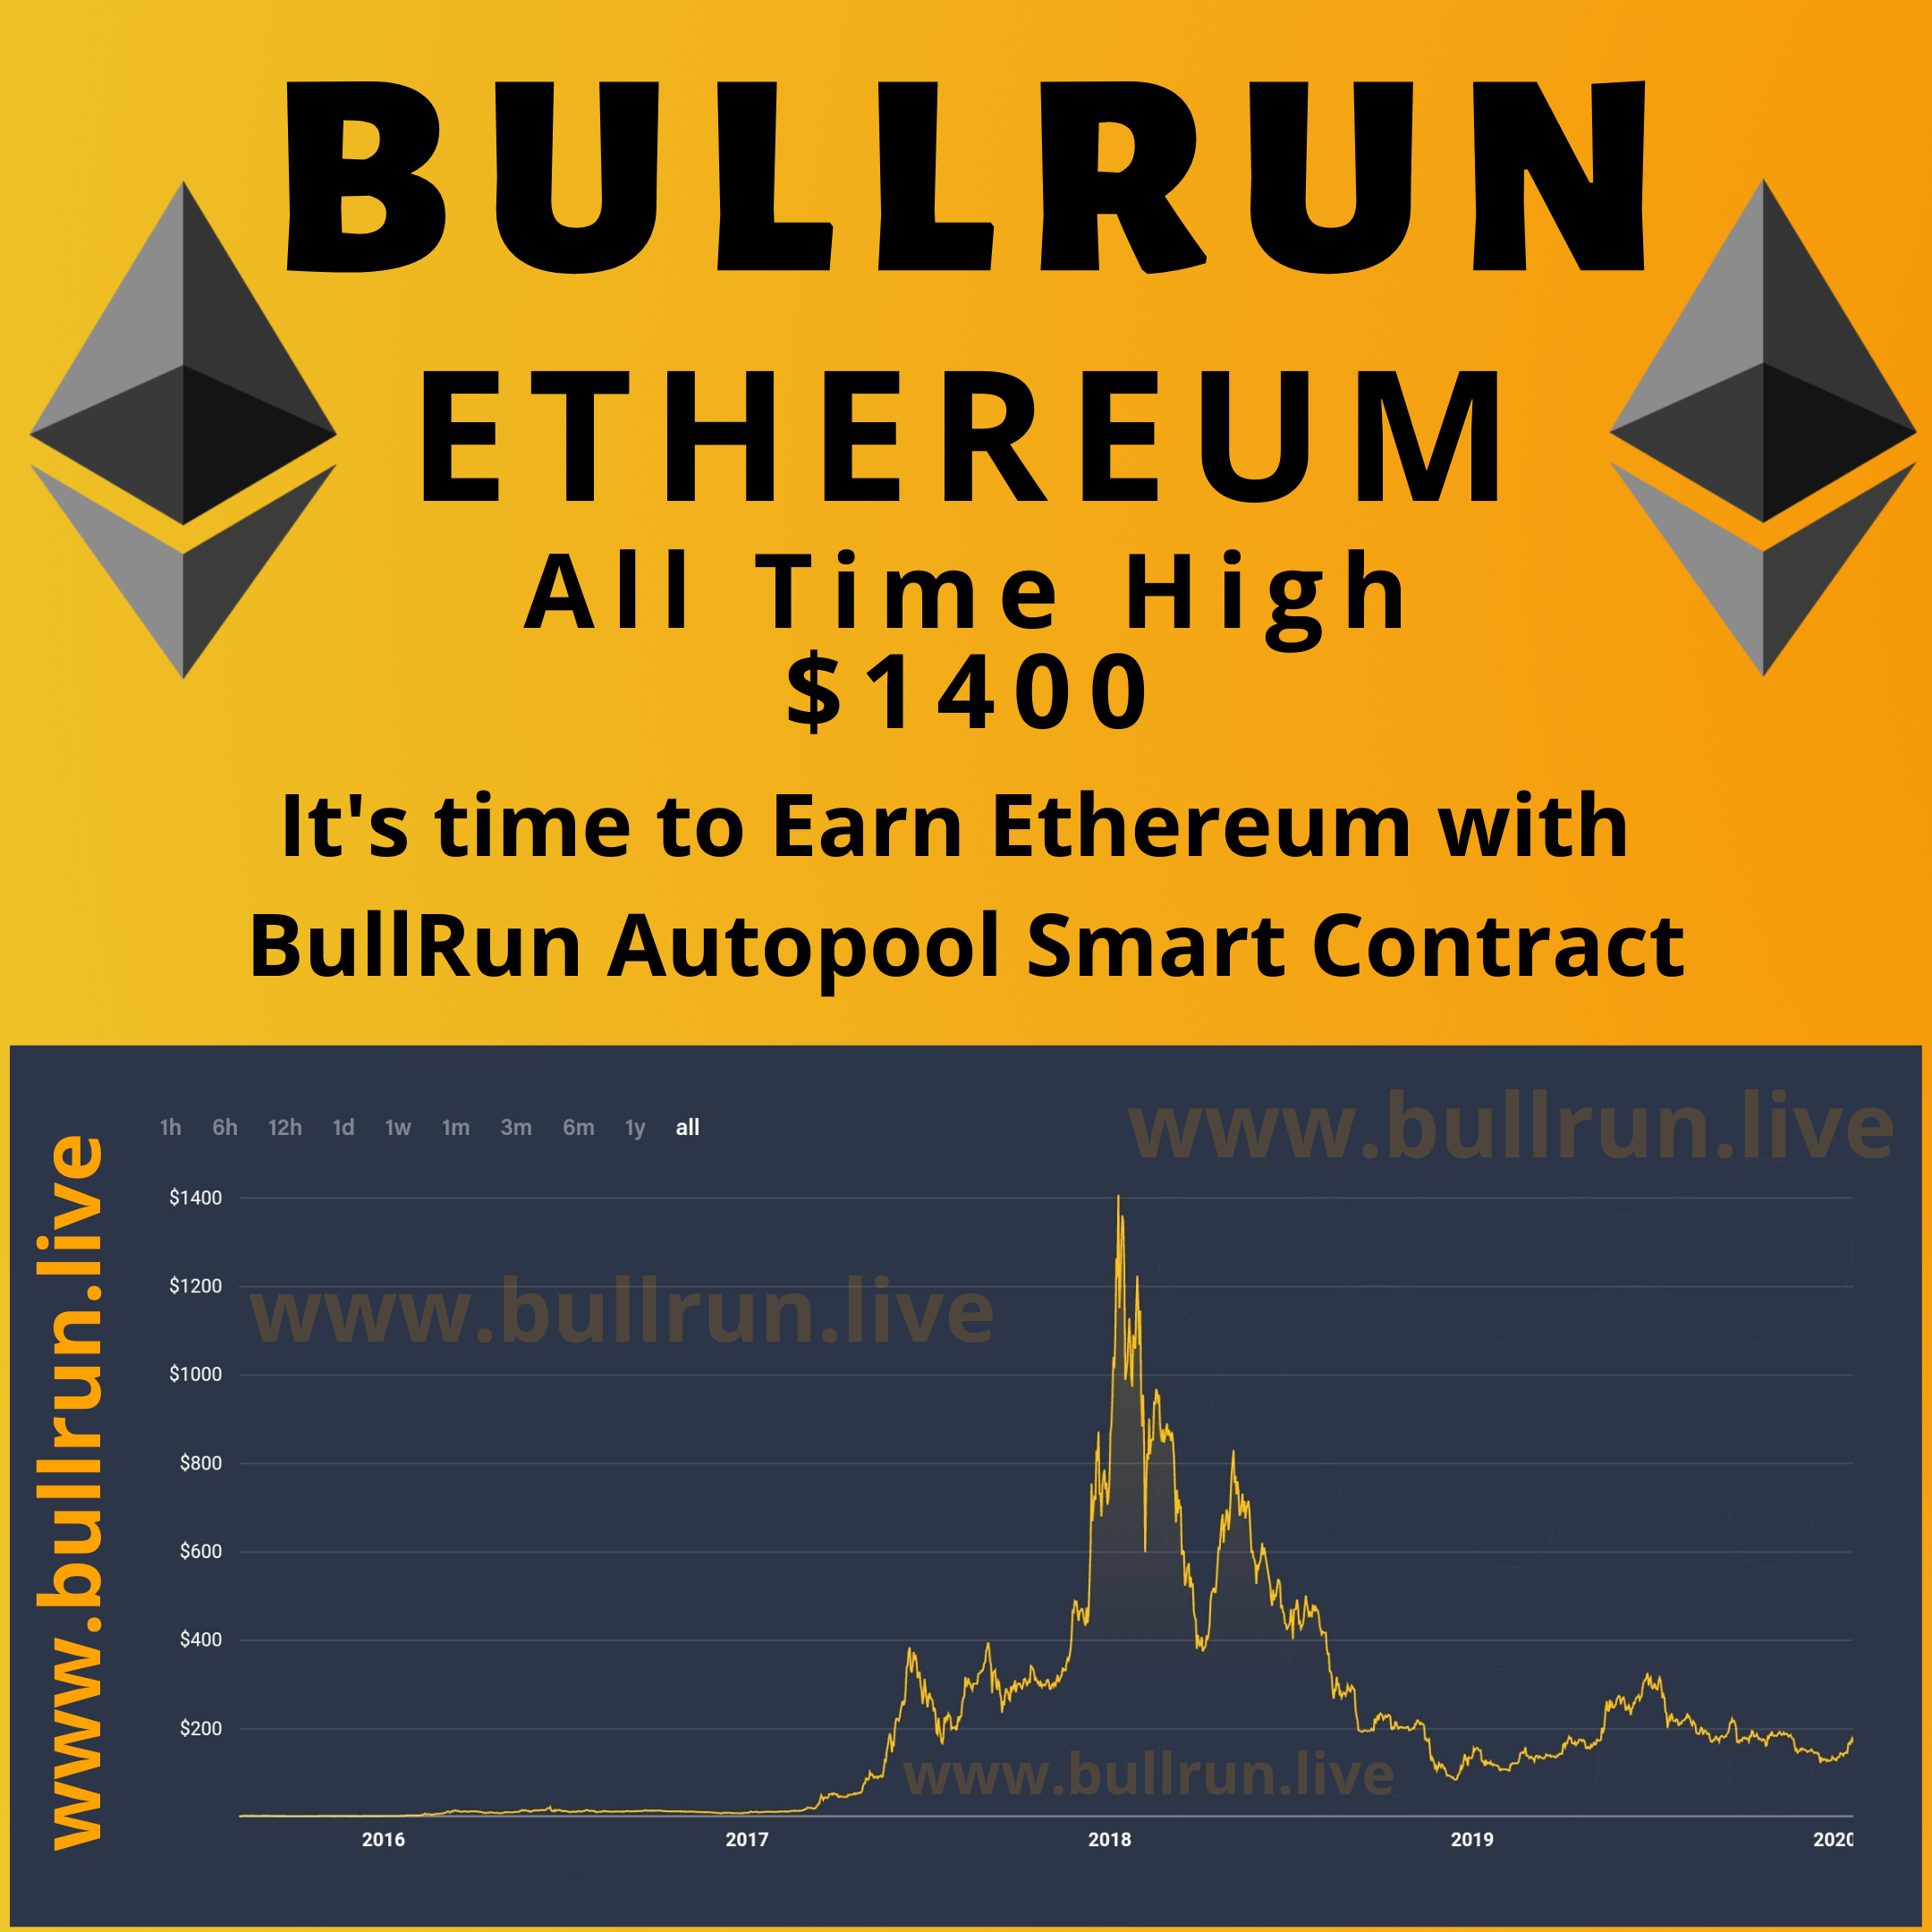 BULLRUN
ETHEREUM
All Time High
$1400
It's time to Earn Ethereum with
BullRun Autopool Smart Contract
www.bullrun.live
1h 6h 12h 1d 1w 1m 3m 6m 1y all
www.bullrun.live
$1400
$1200
www.bullrun.live
$1000
$800
$600
$400
$200
www.bullrun.live
2016 2017 2018 2019 2020